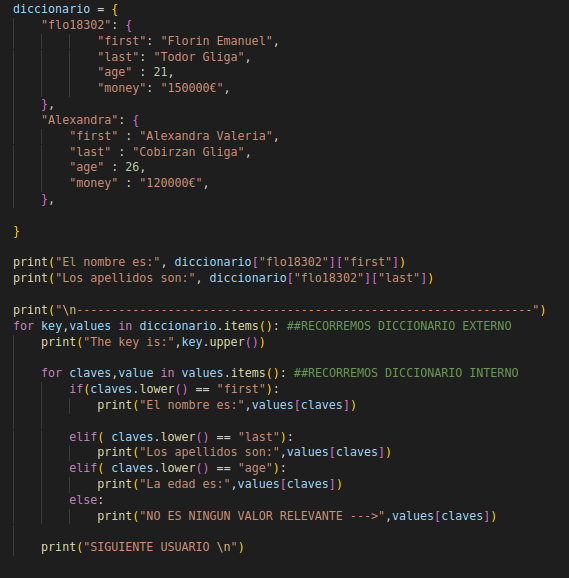 diccionario = {
    "flo18302": {
            "first": "Florin Emanuel",
            "last": "Todor Gliga",
            "age" : 21,
            "money": "150000€",
    },
    "Alexandra": {
        "first" : "Alexandra Valeria",
        "last" : "Cobirzan Gliga",
        "age" : 26,
        "money" : "120000€",
    },
}
print("El nombre es:", diccionario["flo18302"]["first"])
print("Los apellidos son:", diccionario["flo18302"]["last"])
print("\n-----------------------------------------------------------------")
for key,values in diccionario.items(): ##RECORREMOS DICCIONARIO EXTERNO
    print("The key is:",key.upper())
    for claves,value in values.items(): ##RECORREMOS DICCIONARIO INTERNO
        if(claves.lower() == "first"):
            print("El nombre es:",values[claves])
        elif( claves.lower() == "last"):
            print("Los apellidos son:",values[claves])
        elif( claves.lower() == "age"):
            print("La edad es:",values[claves])
        else:
            print("NO ES NINGUN VALOR RELEVANTE --->",values[claves])
    print("SIGUIENTE USUARIO \n")